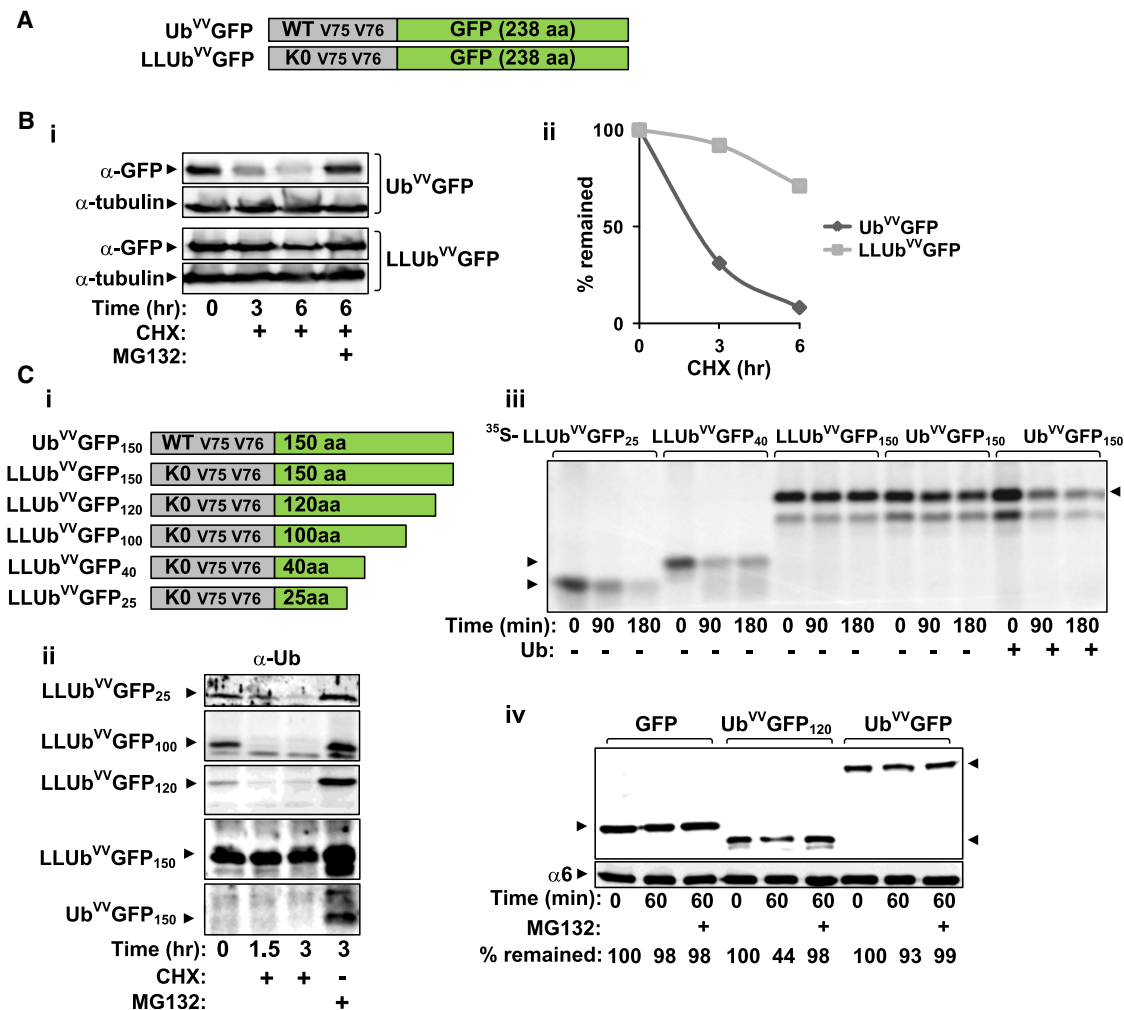 A
Ub^VV GFP WT V75 V76 GFP (238 aa)
LLUb^VV GFP K0 V75 V76 GFP (238 aa)
B
i
α-GFP
α-tubulin
Ub^VV GFP
α-GFP
α-tubulin
LLUb^VV GFP
Time (hr): 0 3 6 6
CHX: + + +
MG132: +
ii
% remained
100
50
0
0 3 6
CHX (hr)
Ub^VV GFP
LLUb^VV GFP
C
i
Ub^VV GFP₁₅₀ WT V75 V76 150 aa
LLUb^VV GFP₁₅₀ K0 V75 V76 150 aa
LLUb^VV GFP₁₂₀ K0 V75 V76 120aa
LLUb^VV GFP₁₀₀ K0 V75 V76 100aa
LLUb^VV GFP₄₀ K0 V75 V76 40aa
LLUb^VV GFP₂₅ K0 V75 V76 25aa
ii
α-Ub
LLUb^VV GFP₂₅
LLUb^VV GFP₁₀₀
LLUb^VV GFP₁₂₀
LLUb^VV GFP₁₅₀
Ub^VV GFP₁₅₀
Time (hr): 0 1.5 3 3
CHX: + + -
MG132: +
iii
³⁵S- LLUb^VV GFP₂₅ LLUb^VV GFP₄₀ LLUb^VV GFP₁₅₀ Ub^VV GFP₁₅₀ Ub^VV GFP₁₅₀
Time (min): 0 90 180 0 90 180 0 90 180 0 90 180 0 90 180
Ub: - - - - - - - - - - - - + + +
iv
GFP Ub^VV GFP₁₂₀ Ub^VV GFP
α6
Time (min): 0 60 60 0 60 60 0 60 60
MG132: + + +
% remained: 100 98 98 100 44 98 100 93 99